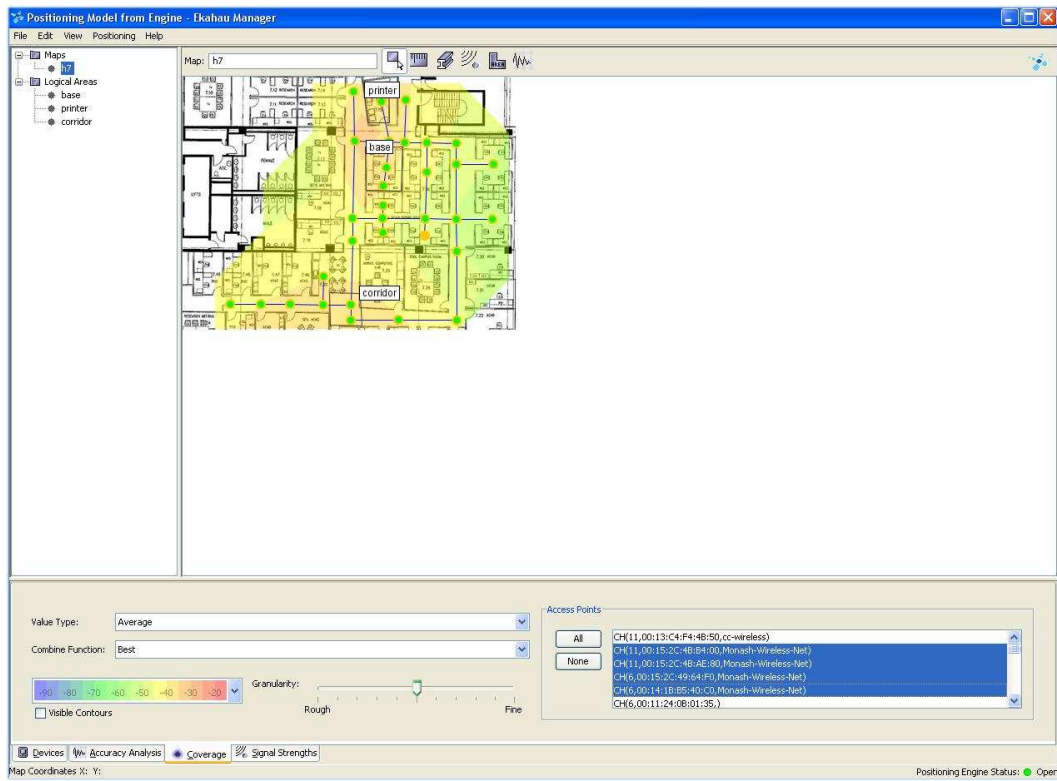 Positioning Model from Engine - Ekahau Manager
File Edit View Positioning Help
Maps
h7
Logical Areas
base
printer
corridor
Map: h7
printer
base
corridor
Value Type: Average
Combine Function: Best
-90 -80 -70 -60 -50 -40 -30 -20
Visible Contours
Granularity:
Rough Fine
Access Points
All
None
CH(11,00:13:C4:F4:4B:50,cc-wireless)
CH(11,00:15:2C:4B:B4:00,Monash-Wireless-Net)
CH(11,00:15:2C:4B:AE:80,Monash-Wireless-Net)
CH(6,00:15:2C:49:64:F0,Monash-Wireless-Net)
CH(6,00:14:1B:B5:40:C0,Monash-Wireless-Net)
CH(6,00:11:24:0B:01:35,)
Devices Accuracy Analysis Coverage Signal Strengths
Map Coordinates X: Y:
Positioning Engine Status: Oper